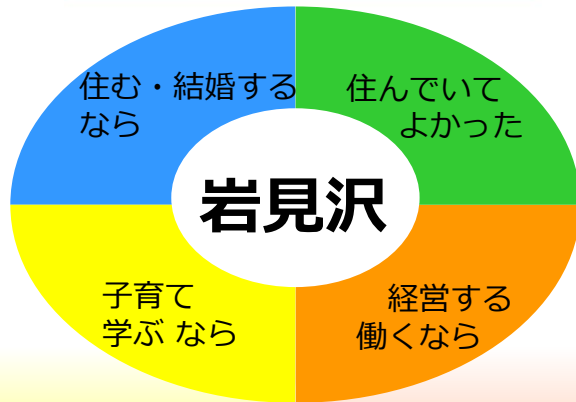 住む・結婚する
なら
住んでいて
よかった
岩見沢
子育て
学ぶ なら
経営する
働くなら